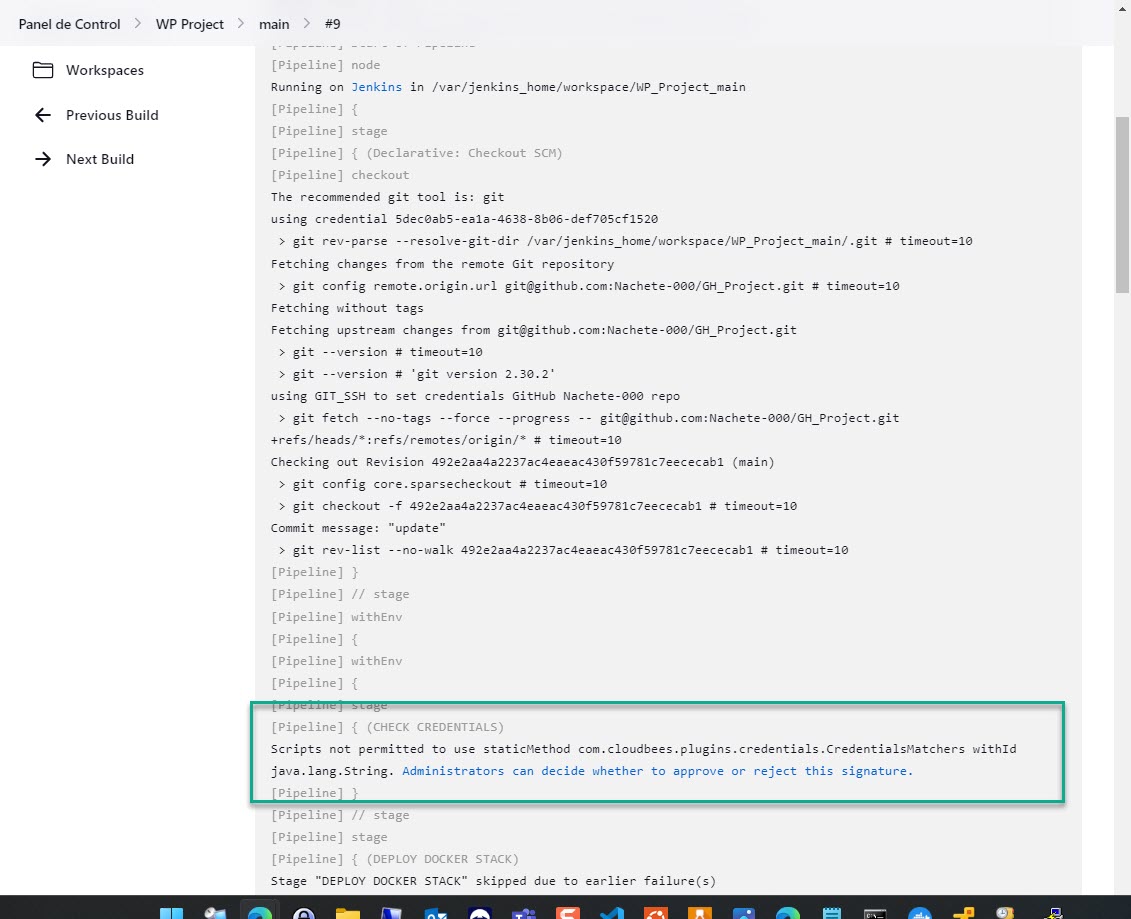 Panel de Control > WP Project > main > #9
Workspaces
Previous Build
Next Build
[Pipeline] Start of Pipeline
[Pipeline] node
Running on Jenkins in /var/jenkins_home/workspace/WP_Project_main
[Pipeline] {
[Pipeline] stage
[Pipeline] { (Declarative: Checkout SCM)
[Pipeline] checkout
The recommended git tool is: git
using credential 5dec0ab5-ea1a-4638-8b06-def705cf1520
 > git rev-parse --resolve-git-dir /var/jenkins_home/workspace/WP_Project_main/.git # timeout=10
Fetching changes from the remote Git repository
 > git config remote.origin.url git@github.com:Nachete-000/GH_Project.git # timeout=10
Fetching without tags
Fetching upstream changes from git@github.com:Nachete-000/GH_Project.git
 > git --version # timeout=10
 > git --version # 'git version 2.30.2'
using GIT_SSH to set credentials GitHub Nachete-000 repo
 > git fetch --no-tags --force --progress -- git@github.com:Nachete-000/GH_Project.git
+refs/heads/*:refs/remotes/origin/* # timeout=10
Checking out Revision 492e2aa4a2237ac4eaeac430f59781c7eececab1 (main)
 > git config core.sparsecheckout # timeout=10
 > git checkout -f 492e2aa4a2237ac4eaeac430f59781c7eececab1 # timeout=10
Commit message: "update"
 > git rev-list --no-walk 492e2aa4a2237ac4eaeac430f59781c7eececab1 # timeout=10
[Pipeline] }
[Pipeline] // stage
[Pipeline] withEnv
[Pipeline] {
[Pipeline] withEnv
[Pipeline] {
[Pipeline] stage
[Pipeline] { (CHECK CREDENTIALS)
Scripts not permitted to use staticMethod com.cloudbees.plugins.credentials.CredentialsMatchers withId
java.lang.String. Administrators can decide whether to approve or reject this signature.
[Pipeline] }
[Pipeline] // stage
[Pipeline] stage
[Pipeline] { (DEPLOY DOCKER STACK)
Stage "DEPLOY DOCKER STACK" skipped due to earlier failure(s)